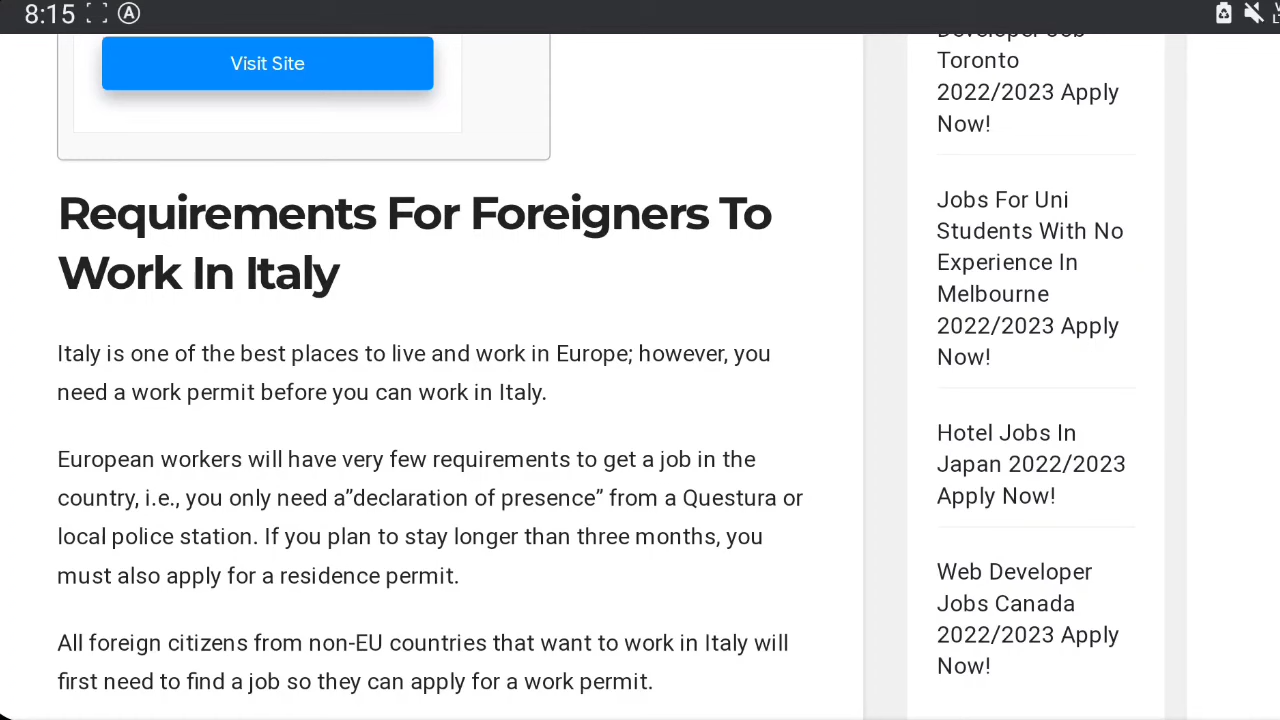 8:15
A
Visit Site
Requirements For Foreigners To
Work In Italy
Italy is one of the best places to live and work in Europe; however, you
need a work permit before you can work in Italy.
European workers will have very few requirements to get a job in the
country, i.e., you only need a”declaration of presence” from a Questura or
local police station. If you plan to stay longer than three months, you
must also apply for a residence permit.
All foreign citizens from non-EU countries that want to work in Italy will
first need to find a job so they can apply for a work permit.
Developer Job
Toronto
2022/2023 Apply
Now!
Jobs For Uni
Students With No
Experience In
Melbourne
2022/2023 Apply
Now!
Hotel Jobs In
Japan 2022/2023
Apply Now!
Web Developer
Jobs Canada
2022/2023 Apply
Now!